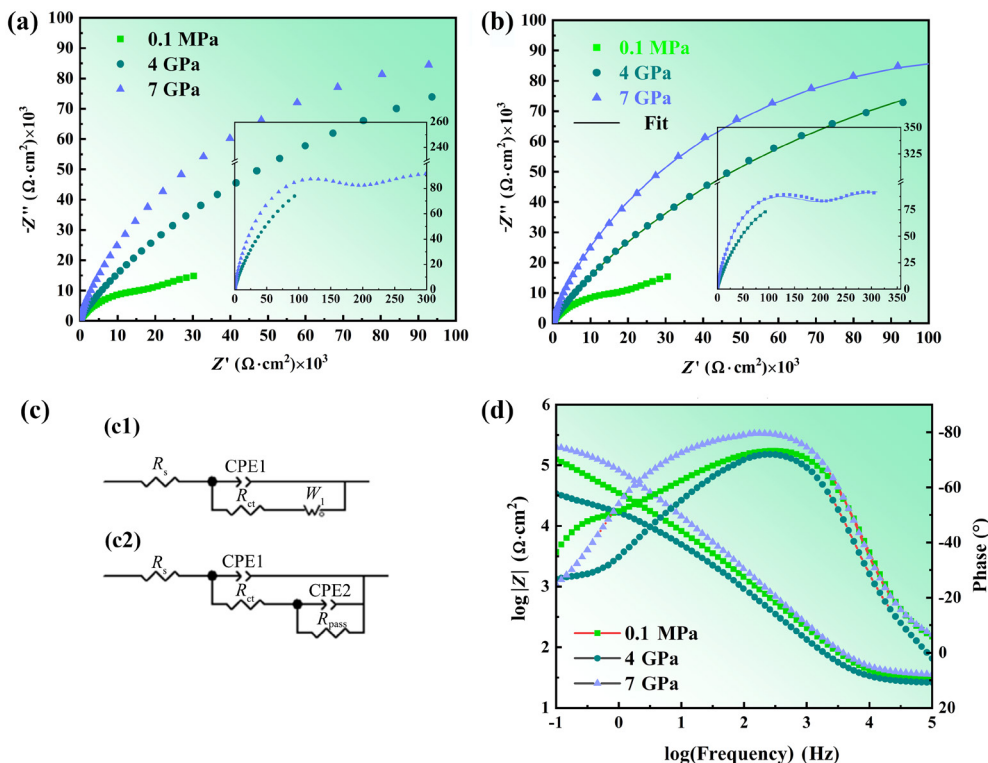 (a)
0.1 MPa
4 GPa
7 GPa
-Z'' (Ω·cm²)×10³
100
90
80
70
60
50
40
30
20
10
0
0 10 20 30 40 50 60 70 80 90 100
Z' (Ω·cm²)×10³
260
240
80
60
40
20
0
0 50 100 150 200 250 300
(b)
0.1 MPa
4 GPa
7 GPa
Fit
-Z'' (Ω·cm²)×10³
100
90
80
70
60
50
40
30
20
10
0
0 10 20 30 40 50 60 70 80 90 100
Z' (Ω·cm²)×10³
350
325
75
50
25
0
0 50 100 150 200 250 300 350
(c)
(c1)
Rs
CPE1
Rct
W1
(c2)
Rs
CPE1
Rct
CPE2
Rpass
(d)
log|Z| (Ω·cm²)
6
5
4
3
2
1
0.1 MPa
4 GPa
7 GPa
-1 0 1 2 3 4 5
log(Frequency) (Hz)
-80
-60
-40
-20
0
20
Phase (°)